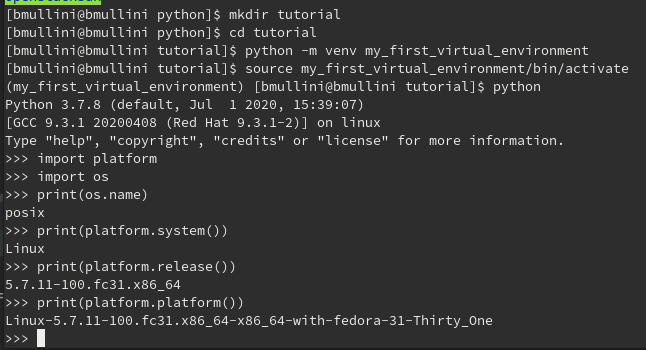 [bmullini@bmullini python]$ mkdir tutorial
[bmullini@bmullini python]$ cd tutorial
[bmullini@bmullini tutorial]$ python -m venv my_first_virtual_environment
[bmullini@bmullini tutorial]$ source my_first_virtual_environment/bin/activate
(my_first_virtual_environment) [bmullini@bmullini tutorial]$ python
Python 3.7.8 (default, Jul  1 2020, 15:39:07)
[GCC 9.3.1 20200408 (Red Hat 9.3.1-2)] on linux
Type "help", "copyright", "credits" or "license" for more information.
>>> import platform
>>> import os
>>> print(os.name)
posix
>>> print(platform.system())
Linux
>>> print(platform.release())
5.7.11-100.fc31.x86_64
>>> print(platform.platform())
Linux-5.7.11-100.fc31.x86_64-x86_64-with-fedora-31-Thirty_One
>>>